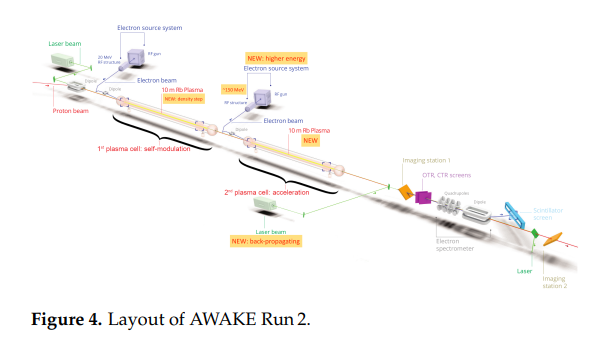 Electron source system
Laser beam
20 MeV
RF structure
RF gun
Dipole
Electron beam
Proton beam
10 m Rb Plasma
NEW: density step
NEW: higher energy
Electron source system
~150 MeV
RF structure
RF gun
Electron beam
Dipole
10 m Rb Plasma
NEW
1st plasma cell: self-modulation
2nd plasma cell: acceleration
Laser beam
NEW: back-propagating
Imaging station 1
OTR, CTR screens
Quadrupoles
Dipole
Scintillator
screen
Electron
spectrometer
Laser
Imaging
station 2
Figure 4. Layout of AWAKE Run 2.